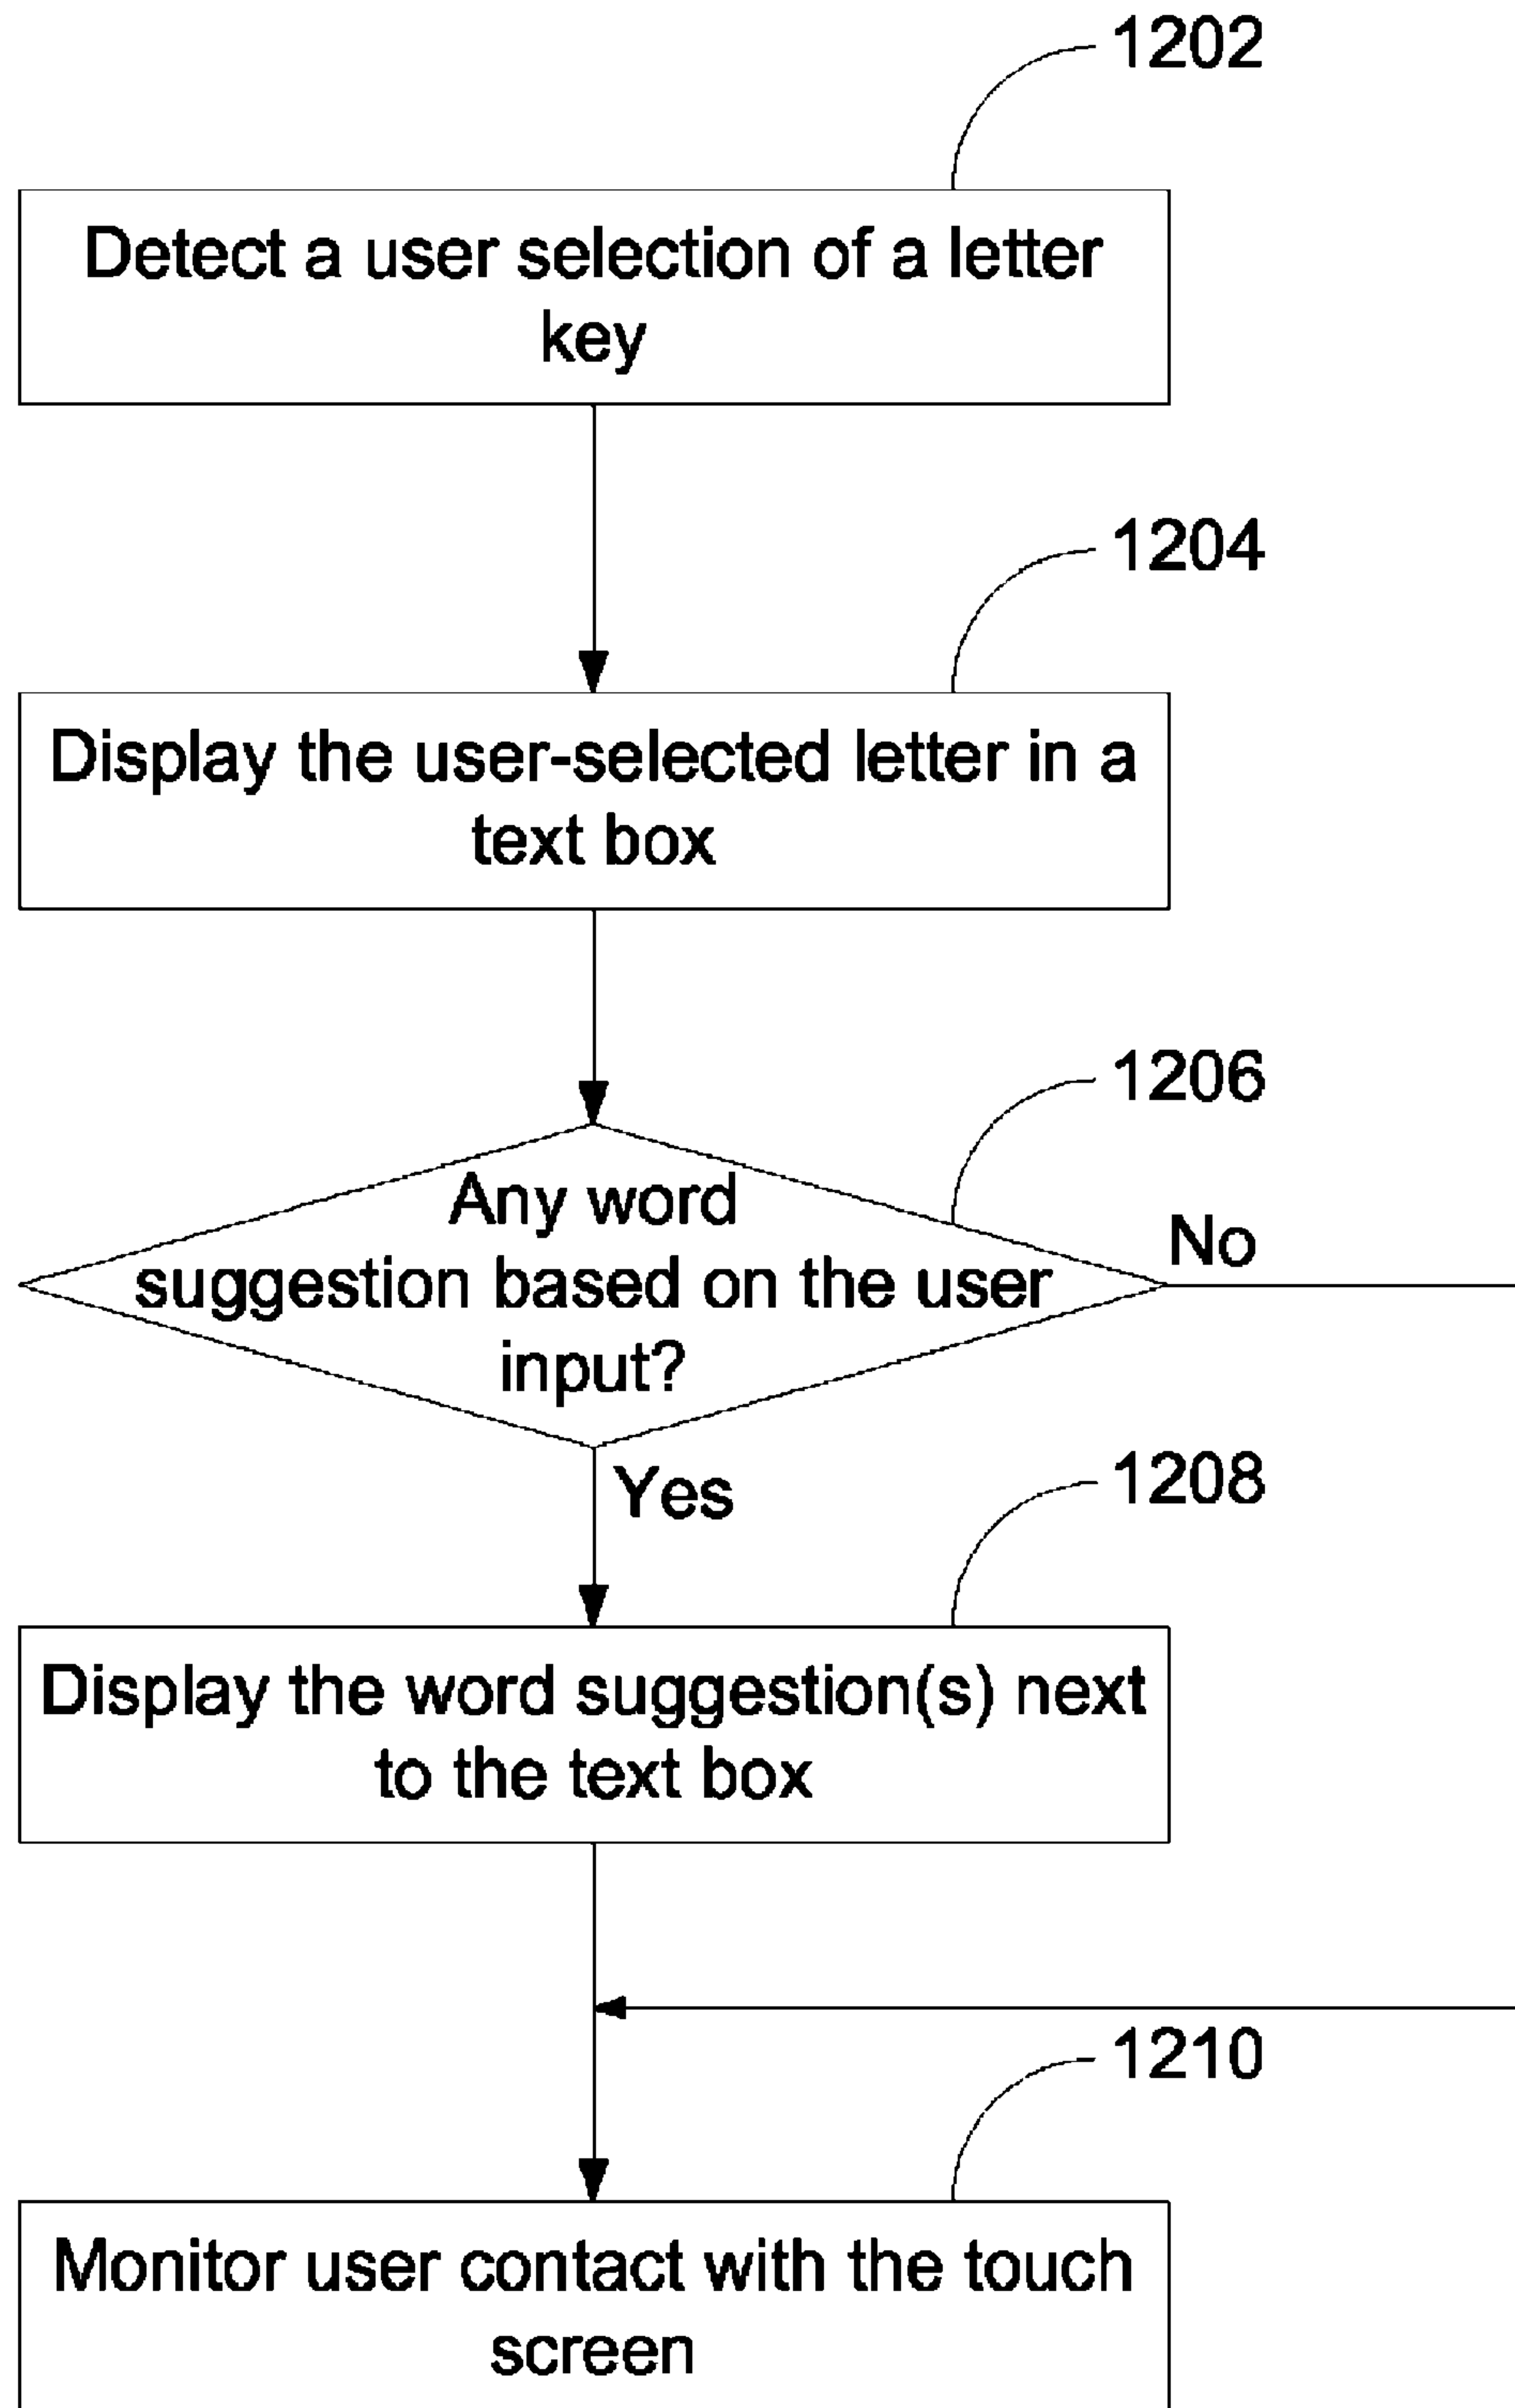 1202
Detect a user selection of a letter
key
1204
Display the user-selected letter in a
text box
1206
Any word
suggestion based on the user
input?
No
Yes
1208
Display the word suggestion(s) next
to the text box
1210
Monitor user contact with the touch
screen